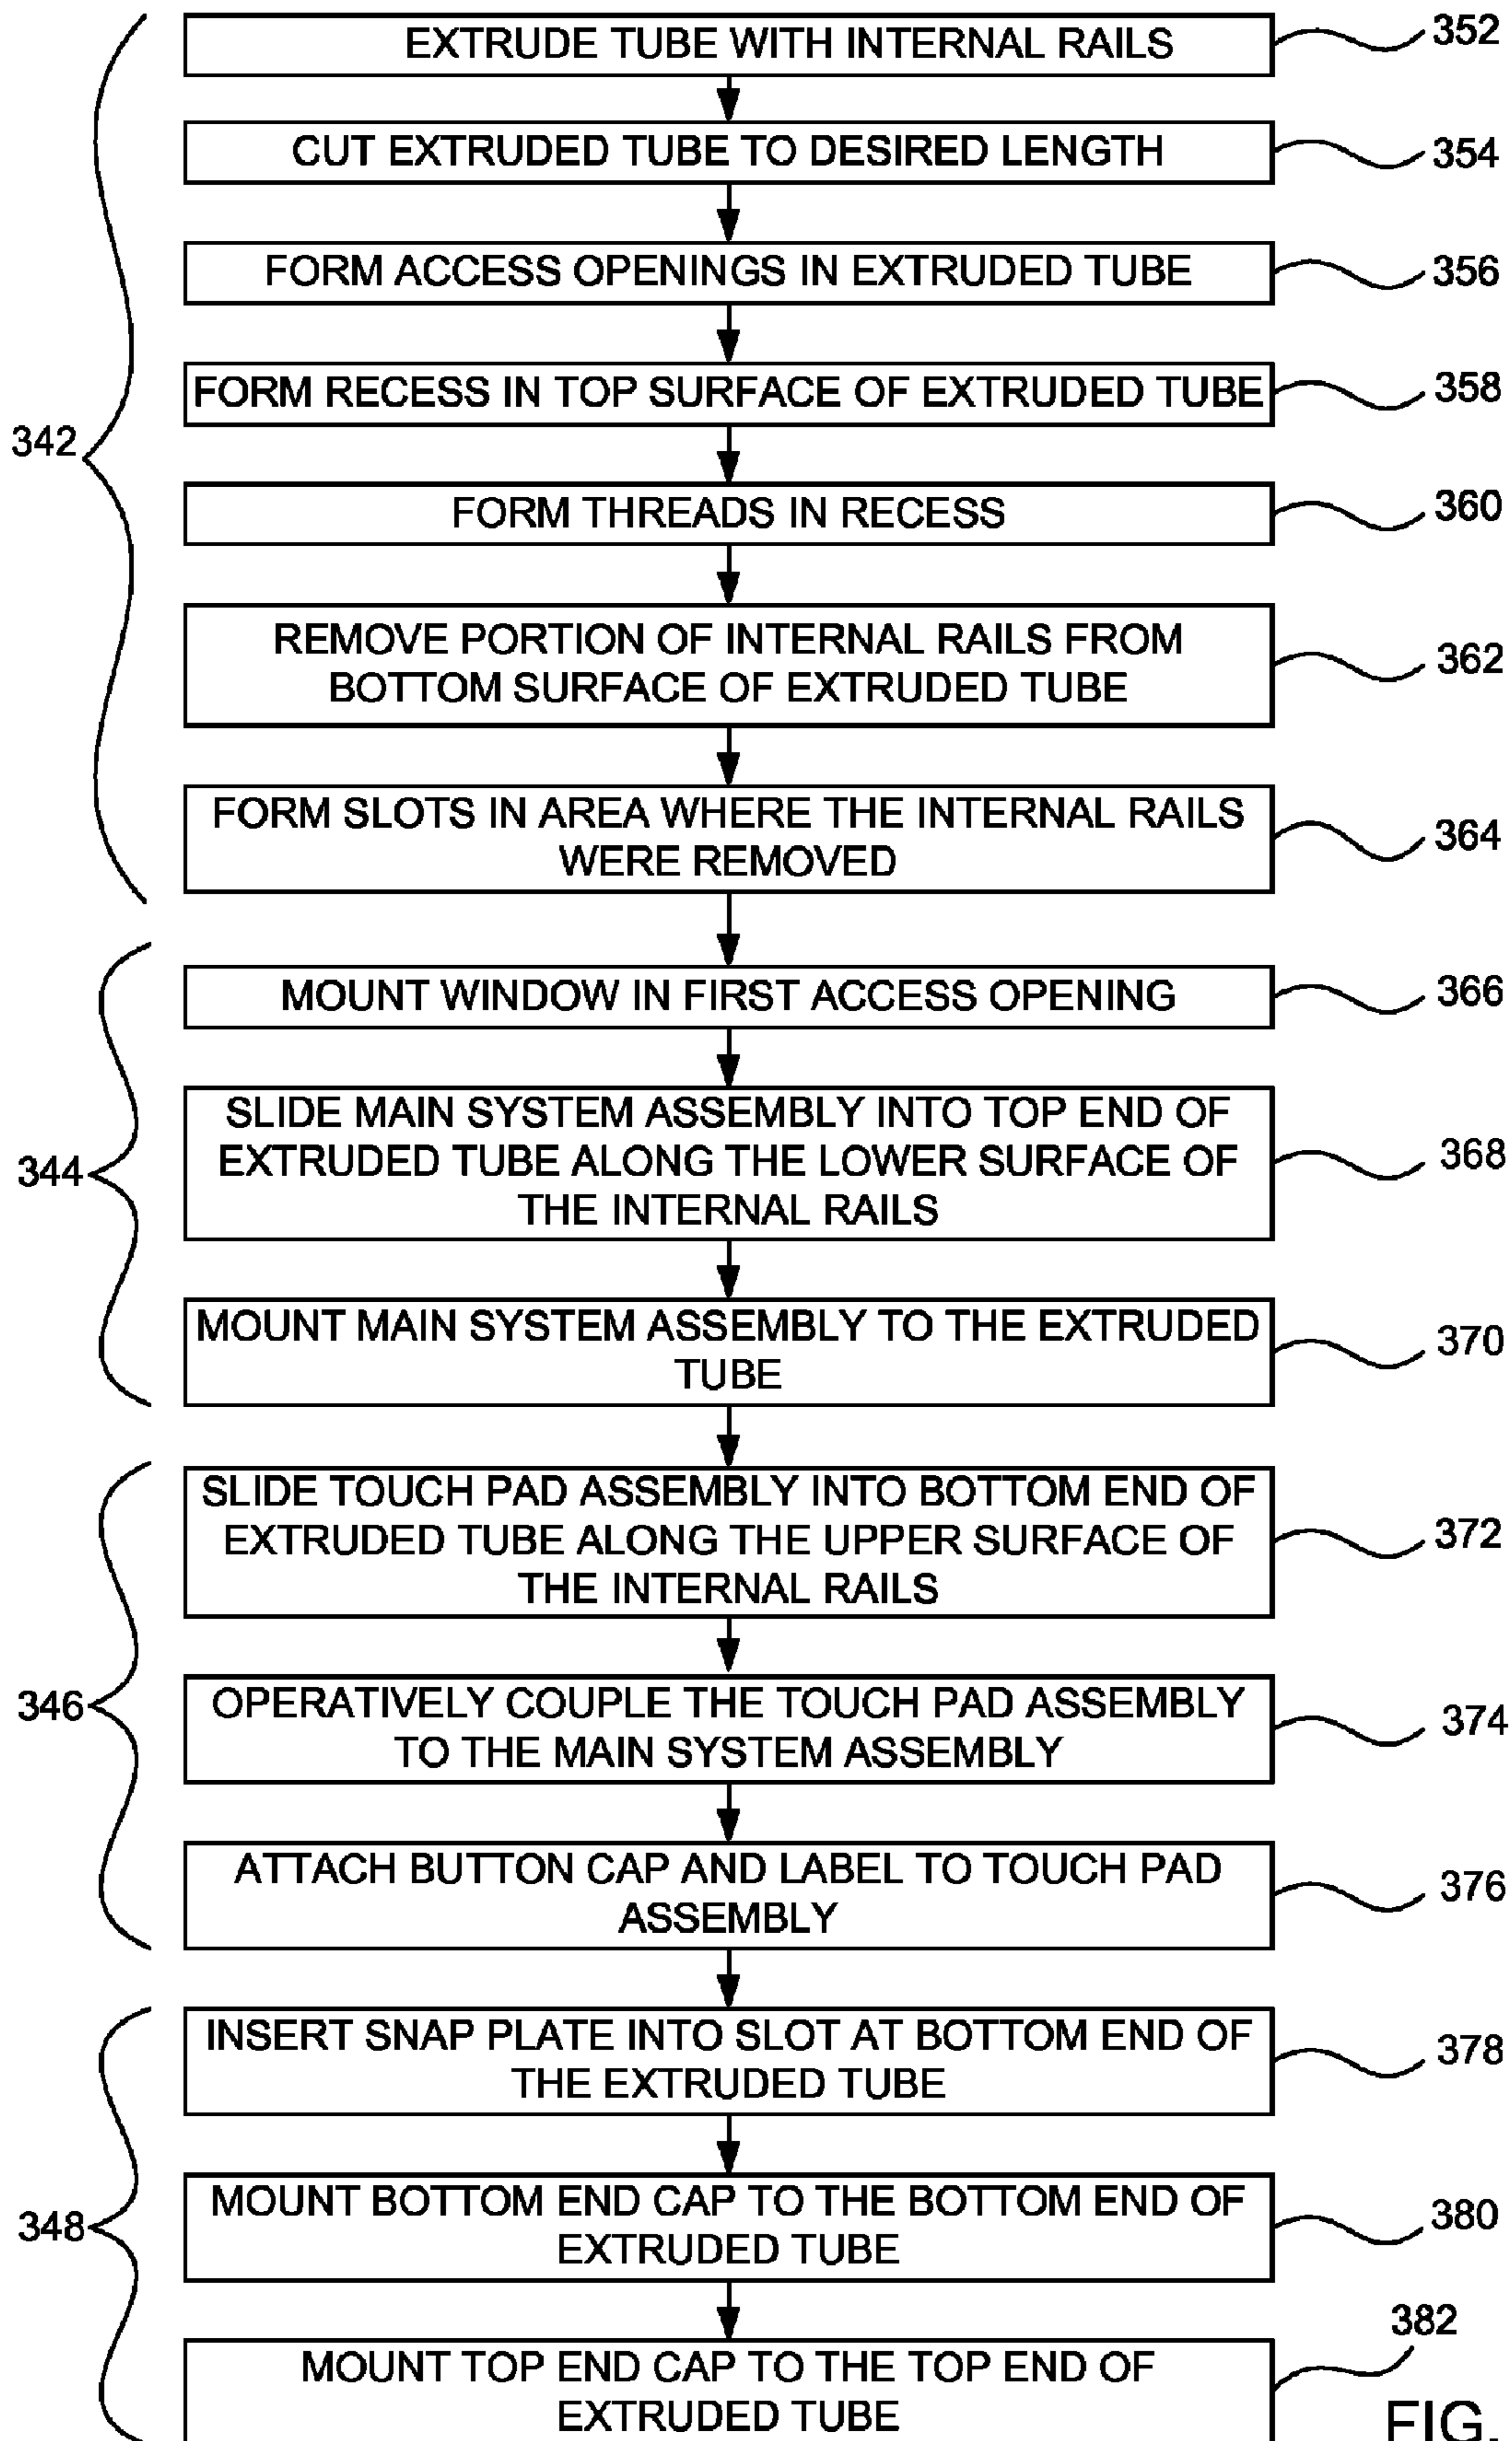 EXTRUDE TUBE WITH INTERNAL RAILS
352
CUT EXTRUDED TUBE TO DESIRED LENGTH
354
FORM ACCESS OPENINGS IN EXTRUDED TUBE
356
FORM RECESS IN TOP SURFACE OF EXTRUDED TUBE
358
342
FORM THREADS IN RECESS
360
REMOVE PORTION OF INTERNAL RAILS FROM
BOTTOM SURFACE OF EXTRUDED TUBE
362
FORM SLOTS IN AREA WHERE THE INTERNAL RAILS
WERE REMOVED
364
MOUNT WINDOW IN FIRST ACCESS OPENING
366
SLIDE MAIN SYSTEM ASSEMBLY INTO TOP END OF
EXTRUDED TUBE ALONG THE LOWER SURFACE OF
THE INTERNAL RAILS
368
344
MOUNT MAIN SYSTEM ASSEMBLY TO THE EXTRUDED
TUBE
370
SLIDE TOUCH PAD ASSEMBLY INTO BOTTOM END OF
EXTRUDED TUBE ALONG THE UPPER SURFACE OF
THE INTERNAL RAILS
372
346
OPERATIVELY COUPLE THE TOUCH PAD ASSEMBLY
TO THE MAIN SYSTEM ASSEMBLY
374
ATTACH BUTTON CAP AND LABEL TO TOUCH PAD
ASSEMBLY
376
INSERT SNAP PLATE INTO SLOT AT BOTTOM END OF
THE EXTRUDED TUBE
378
348
MOUNT BOTTOM END CAP TO THE BOTTOM END OF
EXTRUDED TUBE
380
MOUNT TOP END CAP TO THE TOP END OF
EXTRUDED TUBE
382
FIG.